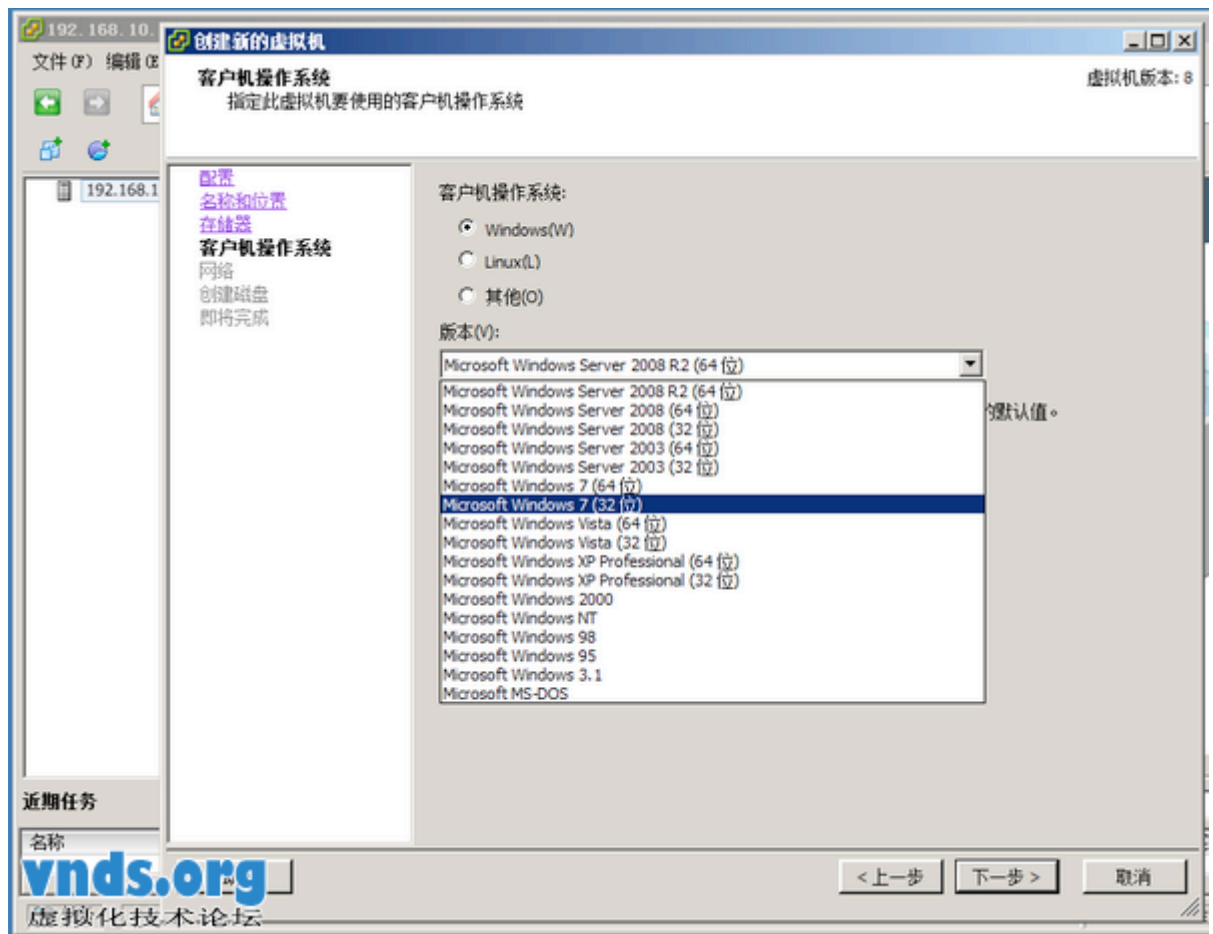 192.168.10.
创建新的虚拟机
文件(F) 编辑(E
客户机操作系统
虚拟机版本: 8
指定此虚拟机要使用的客户机操作系统
192.168.1
配置
名称和位置
存储器
客户机操作系统
网络
创建磁盘
即将完成
客户机操作系统:
Windows(W)
Linux(L)
其他(O)
版本(V):
Microsoft Windows Server 2008 R2 (64 位)
Microsoft Windows Server 2008 R2 (64 位)
Microsoft Windows Server 2008 (64 位)
Microsoft Windows Server 2008 (32 位)
Microsoft Windows Server 2003 (64 位)
Microsoft Windows Server 2003 (32 位)
Microsoft Windows 7 (64 位)
Microsoft Windows 7 (32 位)
Microsoft Windows Vista (64 位)
Microsoft Windows Vista (32 位)
Microsoft Windows XP Professional (64 位)
Microsoft Windows XP Professional (32 位)
Microsoft Windows 2000
Microsoft Windows NT
Microsoft Windows 98
Microsoft Windows 95
Microsoft Windows 3.1
Microsoft MS-DOS
的默认值。
近期任务
名称
vnds.org
虚拟化技术论坛
<上一步
下一步>
取消